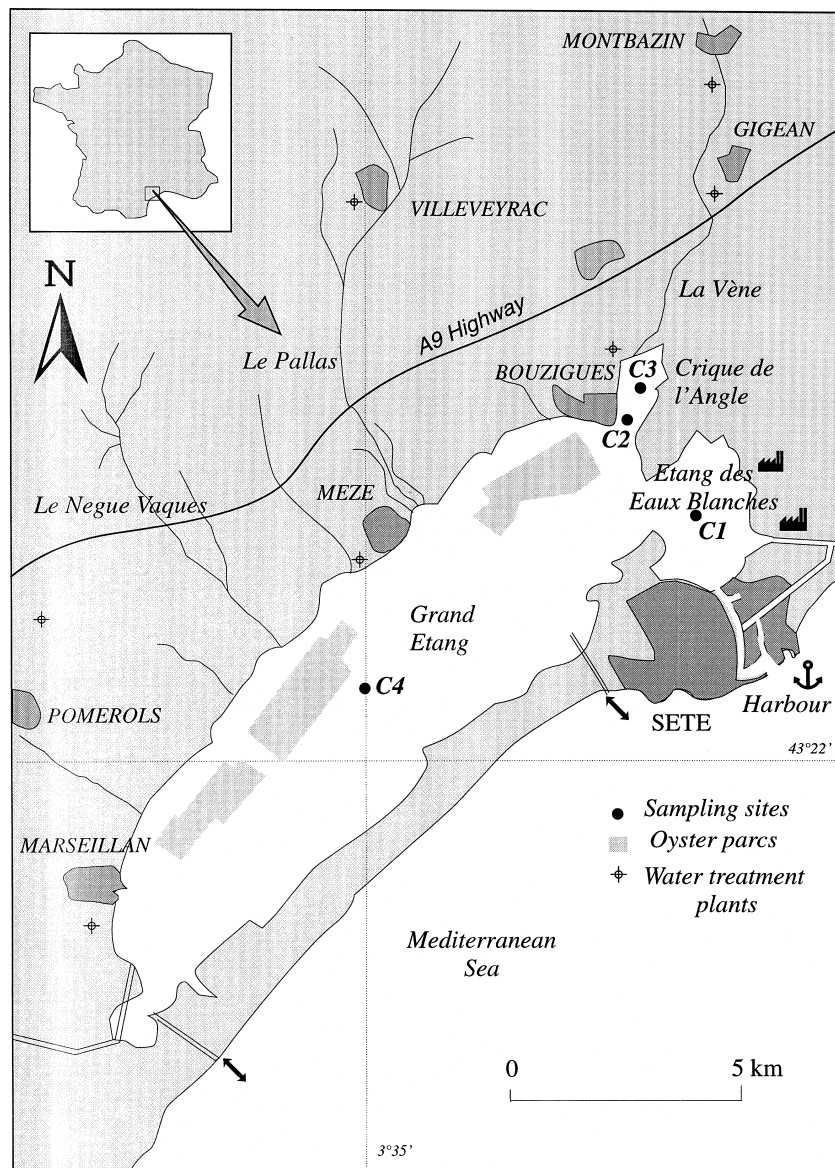 MONTBAZIN
GIGEAN
VILLEVEYRAC
N
La Vène
A9 Highway
Le Pallas
BOUZIGUES
C3
Crique de
l'Angle
C2
Etang des
Eaux Blanches
C1
MEZE
Le Negue Vaques
Grand
Etang
C4
POMEROLS
Harbour
SETE
43°22'
Sampling sites
Oyster parcs
Water treatment
plants
MARSEILLAN
Mediterranean
Sea
0
5 km
3°35'